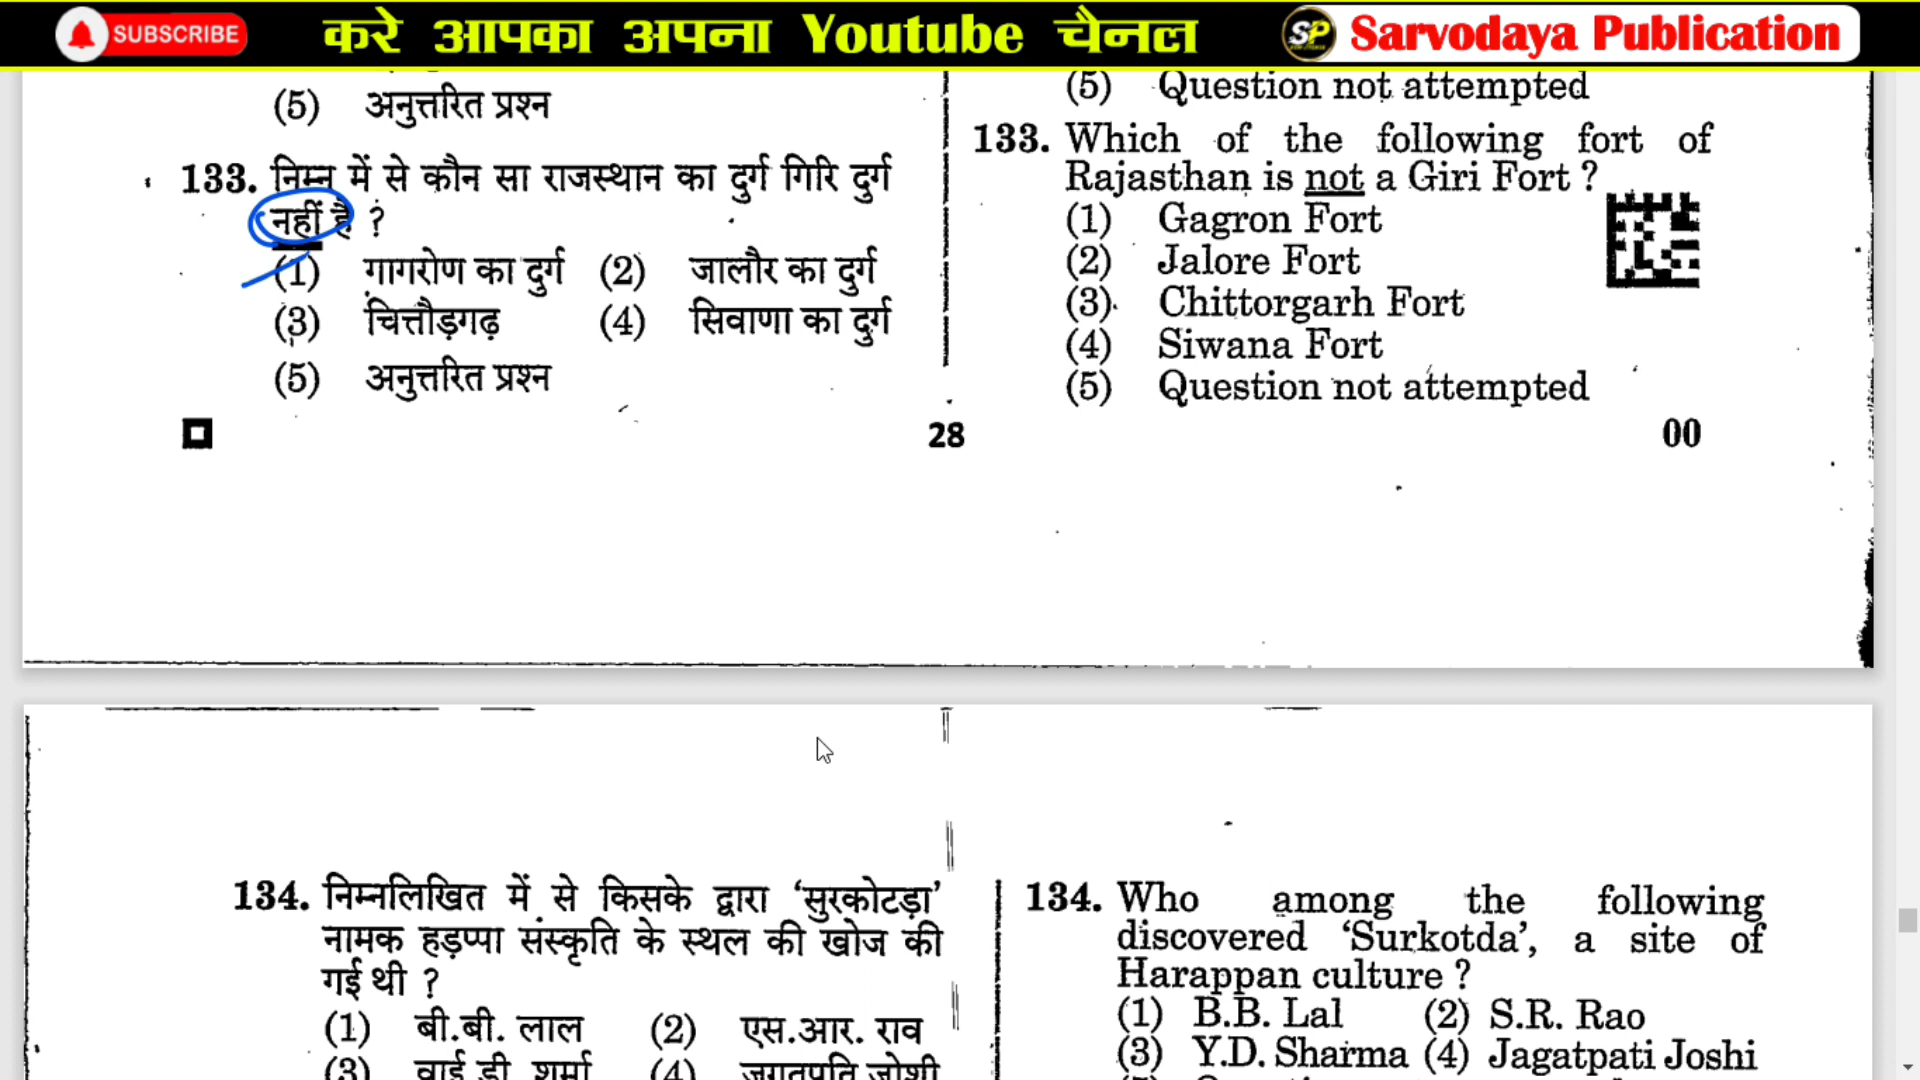 SUBSCRIBE करे आपका अपना Youtube चैनल SP Sarvodaya Publication
(5) अनुत्तरित प्रश्न
133. निम्न में से कौन सा राजस्थान का दुर्ग गिरि दुर्ग
नहीं है ?
(1) गागरोण का दुर्ग (2) जालौर का दुर्ग
(3) चित्तौड़गढ़ (4) सिवाणा का दुर्ग
(5) अनुत्तरित प्रश्न
(5) Question not attempted
133. Which of the following fort of
Rajasthan is not a Giri Fort ?
(1) Gagron Fort
(2) Jalore Fort
(3) Chittorgarh Fort
(4) Siwana Fort
(5) Question not attempted
28 00
134. निम्नलिखित में से किसके द्वारा ‘सुरकोटड़ा’
नामक हड़प्पा संस्कृति के स्थल की खोज की
गई थी ?
(1) बी.बी. लाल (2) एस.आर. राव
(3) वाई.डी. शर्मा (4) जगतपति जोशी
134. Who among the following
discovered ‘Surkotda’, a site of
Harappan culture ?
(1) B.B. Lal (2) S.R. Rao
(3) Y.D. Sharma (4) Jagatpati Joshi